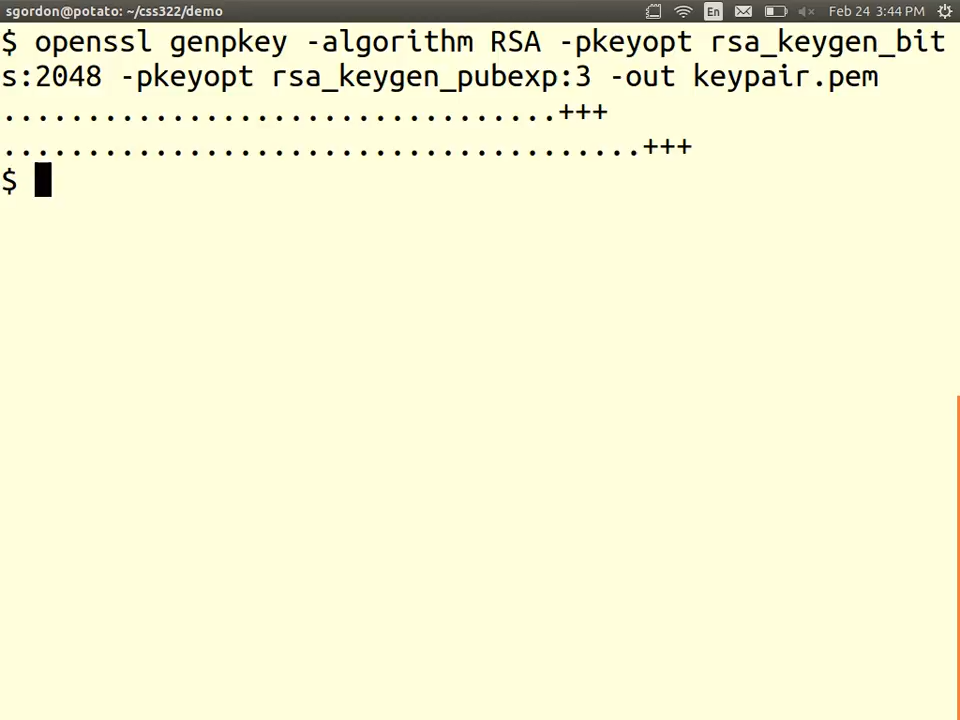 sgordon@potato: ~/css322/demo En Feb 24 3:44 PM
$ openssl genpkey -algorithm RSA -pkeyopt rsa_keygen_bit
s:2048 -pkeyopt rsa_keygen_pubexp:3 -out keypair.pem
.................................+++
......................................+++
$